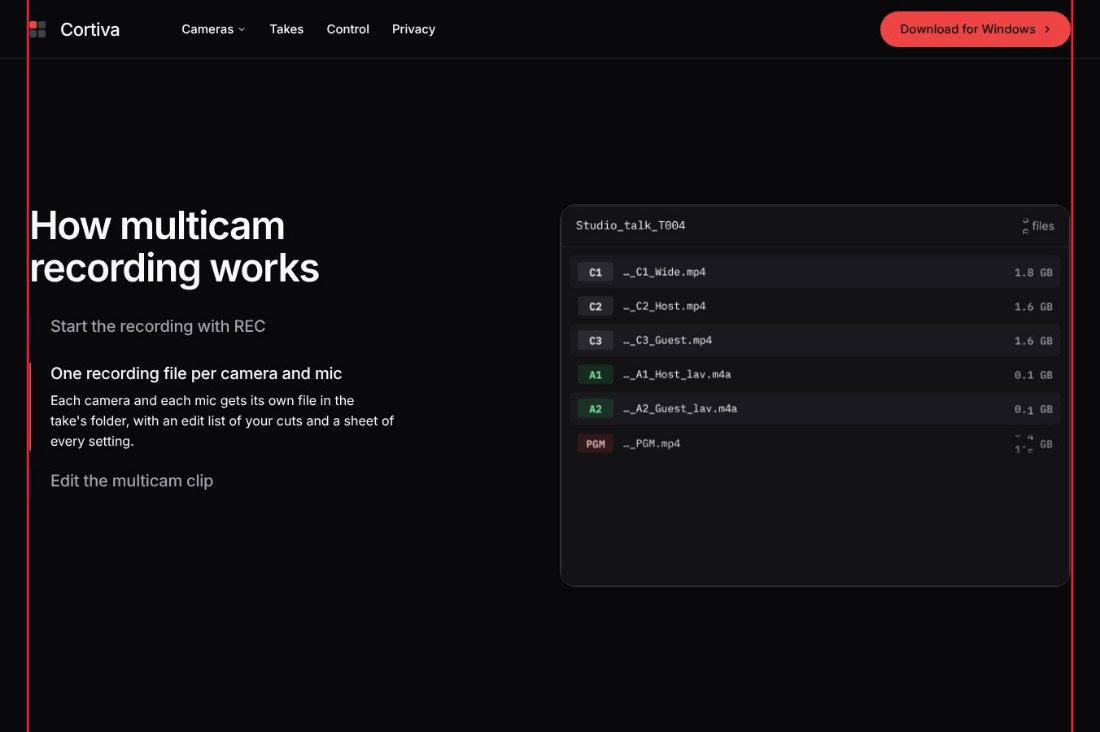 Cortiva
Cameras
Takes
Control
Privacy
Download for Windows
How multicam
recording works
Start the recording with REC
One recording file per camera and mic
Each camera and each mic gets its own file in the
take's folder, with an edit list of your cuts and a sheet of
every setting.
Edit the multicam clip
Studio_talk_T004
files
C1 …_C1_Wide.mp4 1.8 GB
C2 …_C2_Host.mp4 1.6 GB
C3 …_C3_Guest.mp4 1.6 GB
A1 …_A1_Host_lav.m4a 0.1 GB
A2 …_A2_Guest_lav.m4a 0.1 GB
PGM …_PGM.mp4 GB